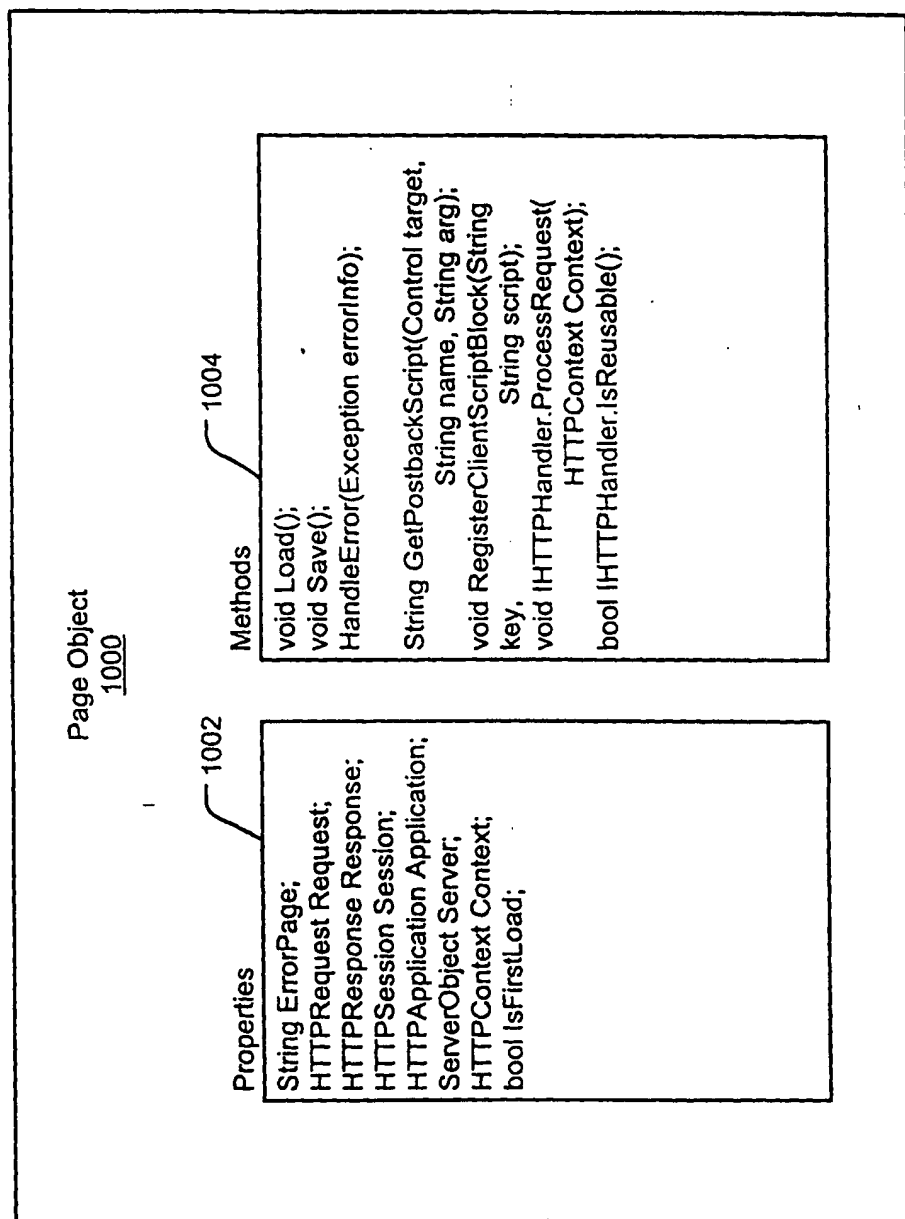 Page Object
1000
Properties
1002
String ErrorPage;
HTTPRequest Request;
HTTPResponse Response;
HTTPSession Session;
HTTPApplication Application;
ServerObject Server;
HTTPContext Context;
bool IsFirstLoad;
Methods
1004
void Load();
void Save();
HandleError(Exception errorInfo);
String GetPostbackScript(Control target,
String name, String arg);
void RegisterClientScriptBlock(String
key,
String script);
void IHTTPHandler.ProcessRequest(
HTTPContext Context);
bool IHTTPHandler.IsReusable();